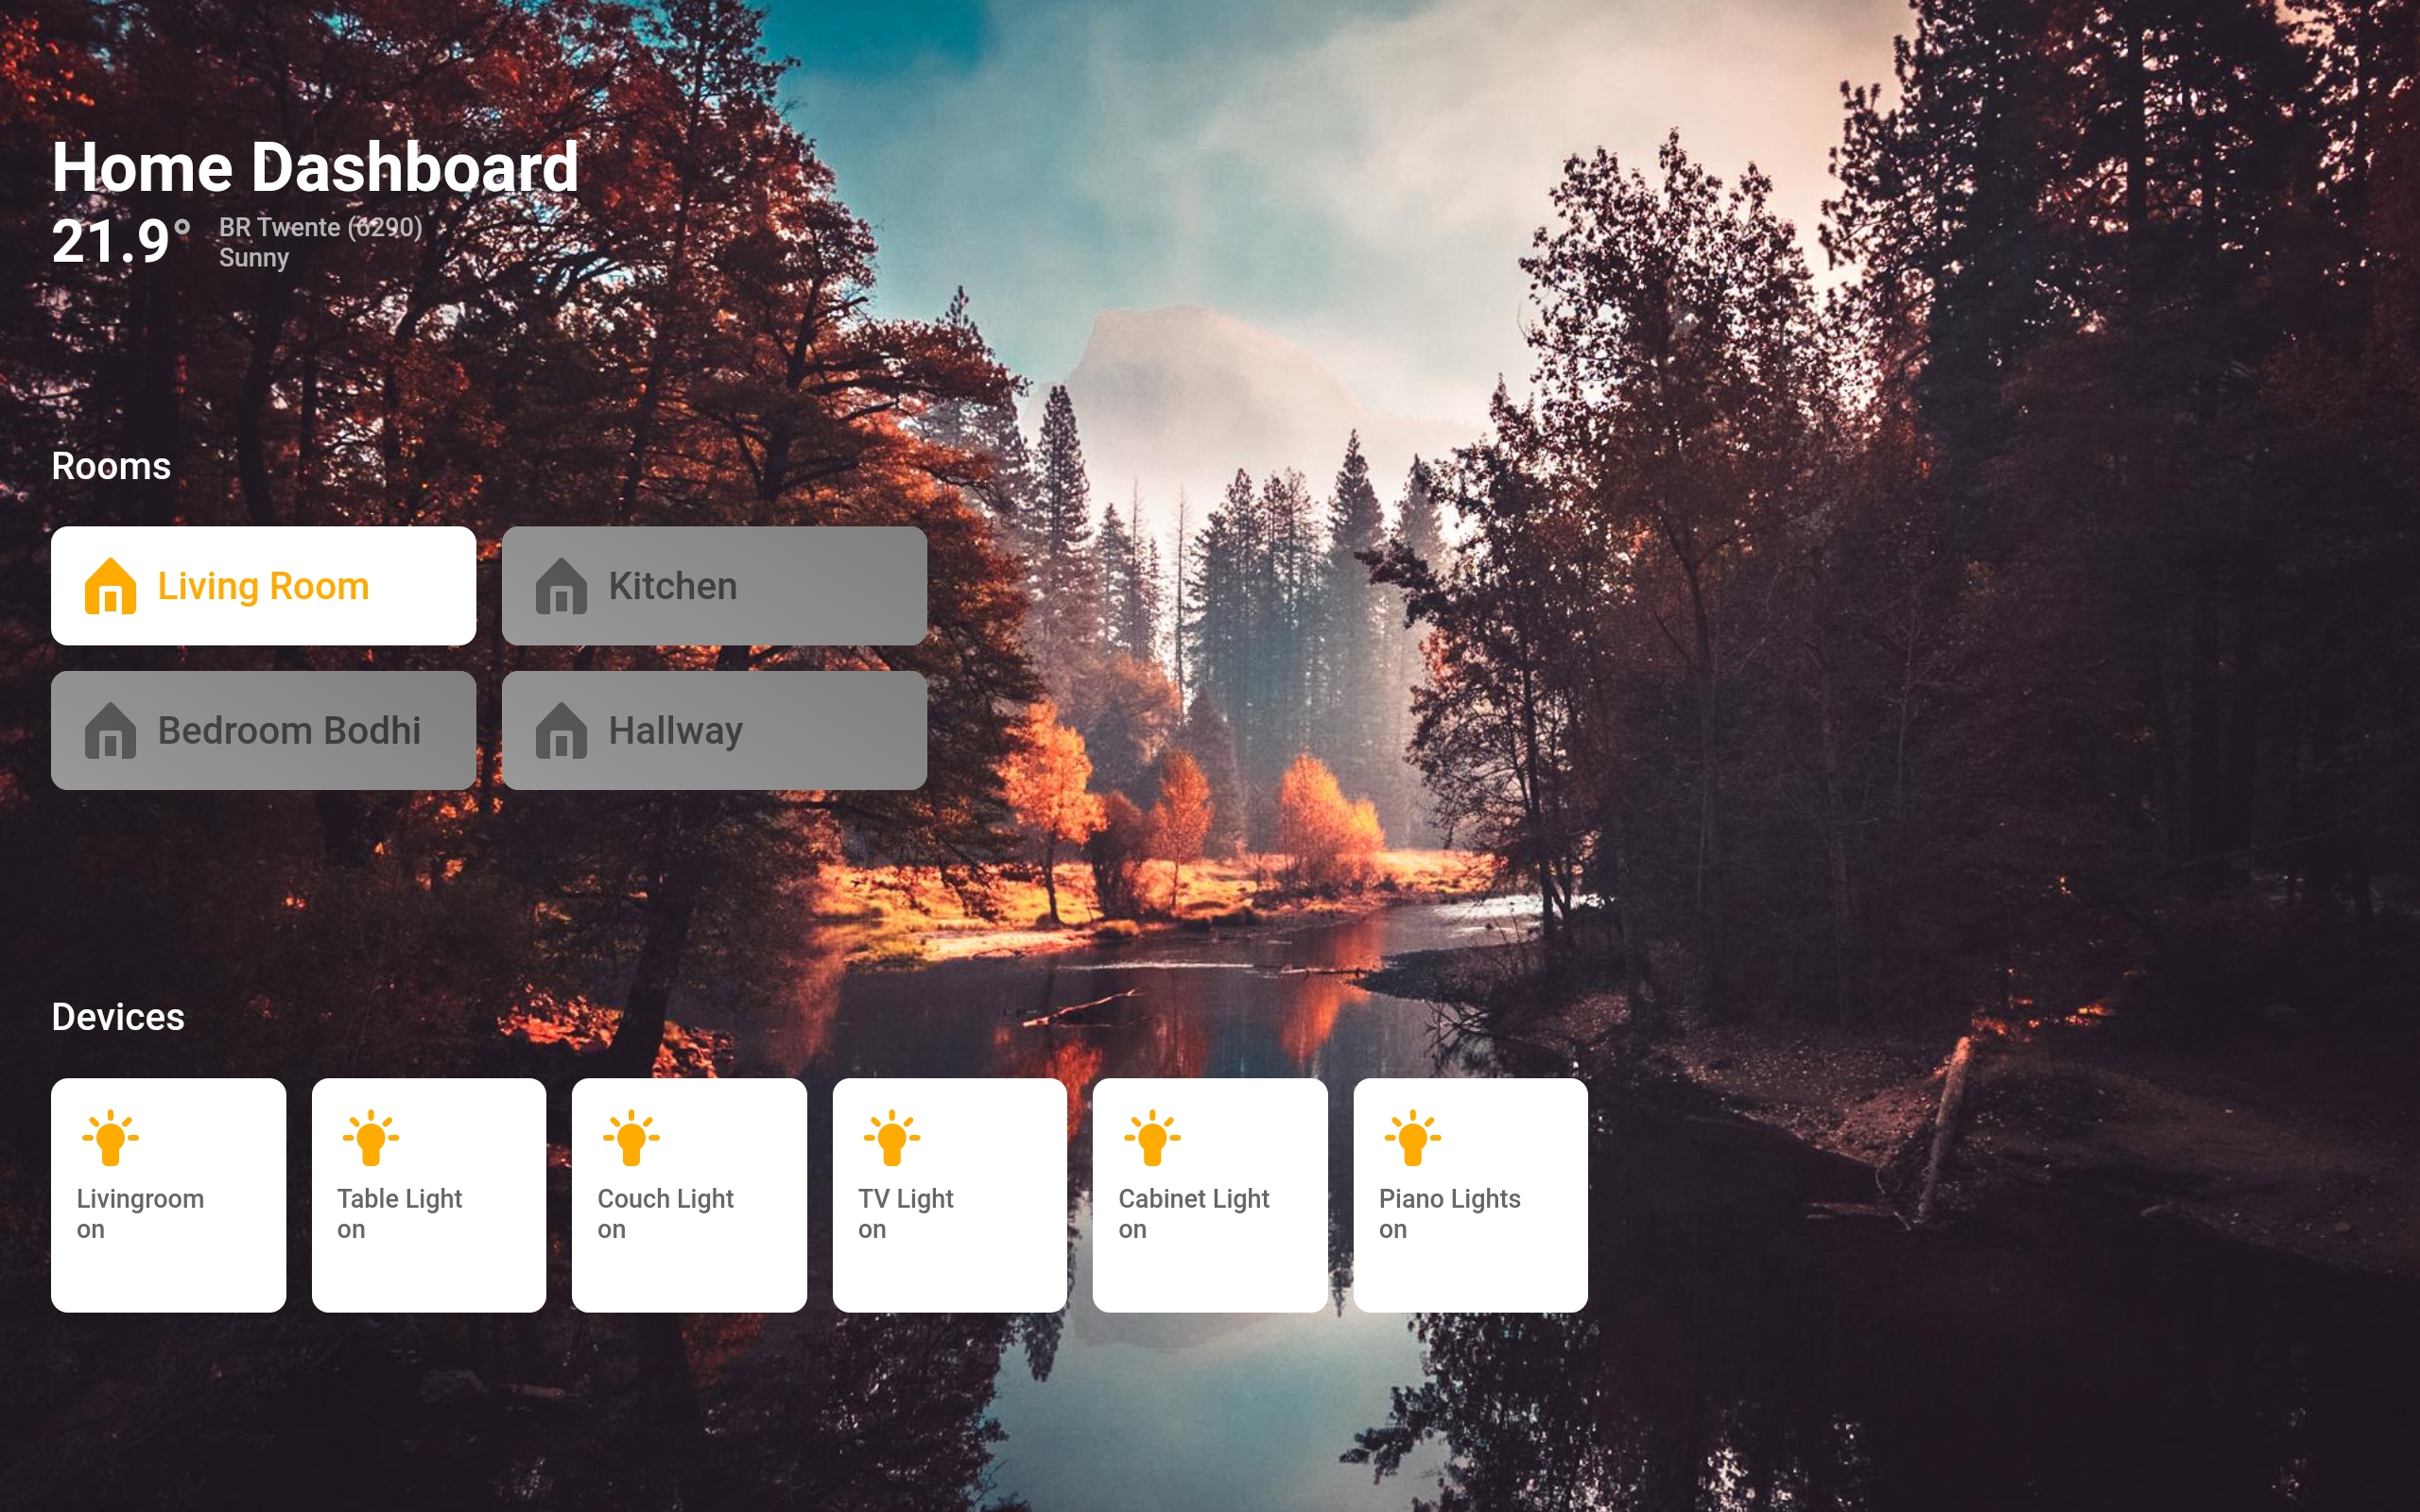 Home Dashboard
21.9° BR Twente (6290)
Sunny
Rooms
Living Room
Kitchen
Bedroom Bodhi
Hallway
Devices
Livingroom
on
Table Light
on
Couch Light
on
TV Light
on
Cabinet Light
on
Piano Lights
on